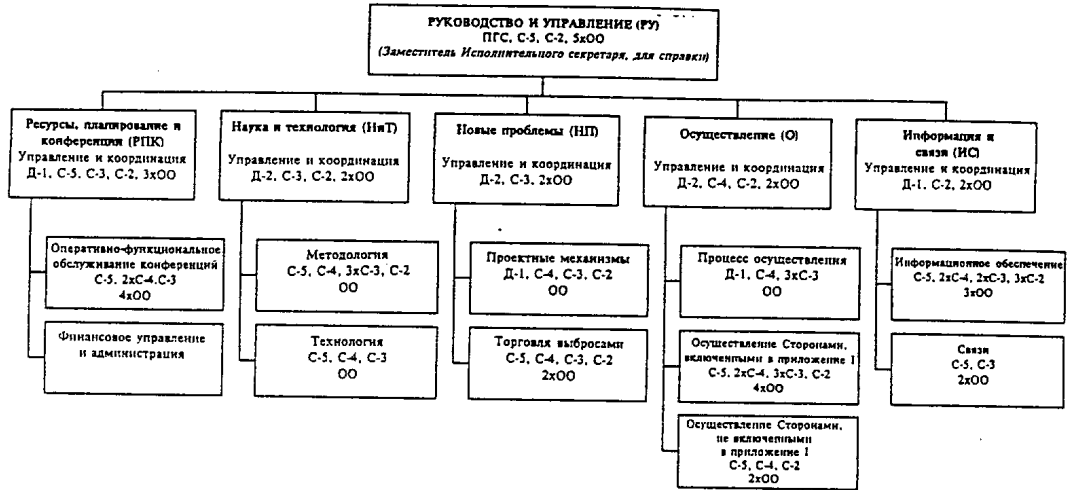 РУКОВОДСТВО И УПРАВЛЕНИЕ (РУ)
ПГС, С-5, С-2, 5хОО
(Заместитель Исполнительного секретаря, для справки)
Ресурсы, планирование и
конференции (РПК)
Управление и координация
Д-1, С-5, С-3, С-2, 3хОО
Оперативно-функциональное
обслуживание конференций
С-5, 2хС-4.С-3
4хОО
Финансовое управление
и администрация
Наука и технология (НиТ)
Управление и координация
Д-2, С-3, С-2, 2хОО
Методология
С-5, С-4, 3хС-3, С-2
ОО
Технология
С-5, С-4, С-3
ОО
Новые проблемы (НП)
Управление и координация
Д-2, С-3, 2хОО
Проектные механизмы
Д-1, С-4, С-3, С-2
ОО
Торговля выбросами
С-5, С-4, С-3, С-2
2хОО
Осуществление (О)
Управление и координация
Д-2, С-4, С-2, 2хОО
Процесс осуществления
Д-1, С-4, 3хС-3
ОО
Осуществление Сторонами,
включенными в приложение I
С-5, 2хС-4, 3хС-3, С-2
4хОО
Осуществление Сторонами,
не включенными
в приложение I
С-5, С-4, С-2
2хОО
Информация и
связи (ИС)
Управление и координация
Д-1, С-2, 2хОО
Информационное обеспечение
С-5, 2хС-4, 2хС-3, 3хС-2
3хОО
Связи
С-5, С-3
2хОО